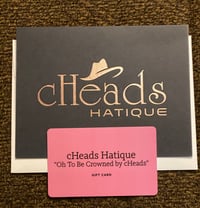 cHeads
HATIQUE
cHeads Hatique
"Oh To Be Crowned by cHeads"
GIFT CARD